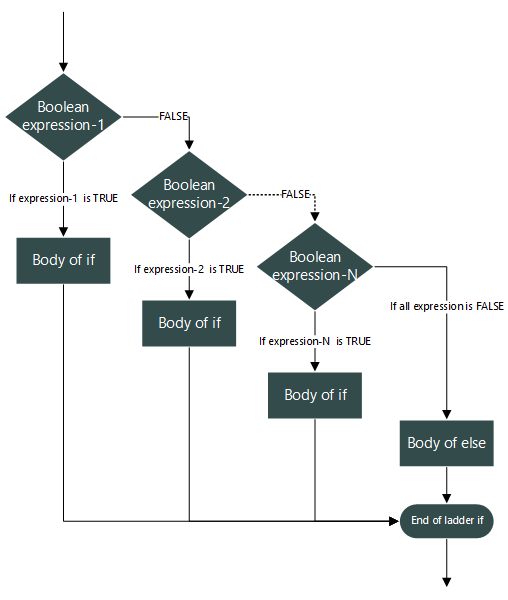 Boolean
expression-1
FALSE
If expression-1 is TRUE
Body of if
Boolean
expression-2
FALSE
If expression-2 is TRUE
Body of if
Boolean
expression-N
If expression-N is TRUE
Body of if
If all expression is FALSE
Body of else
End of ladder if